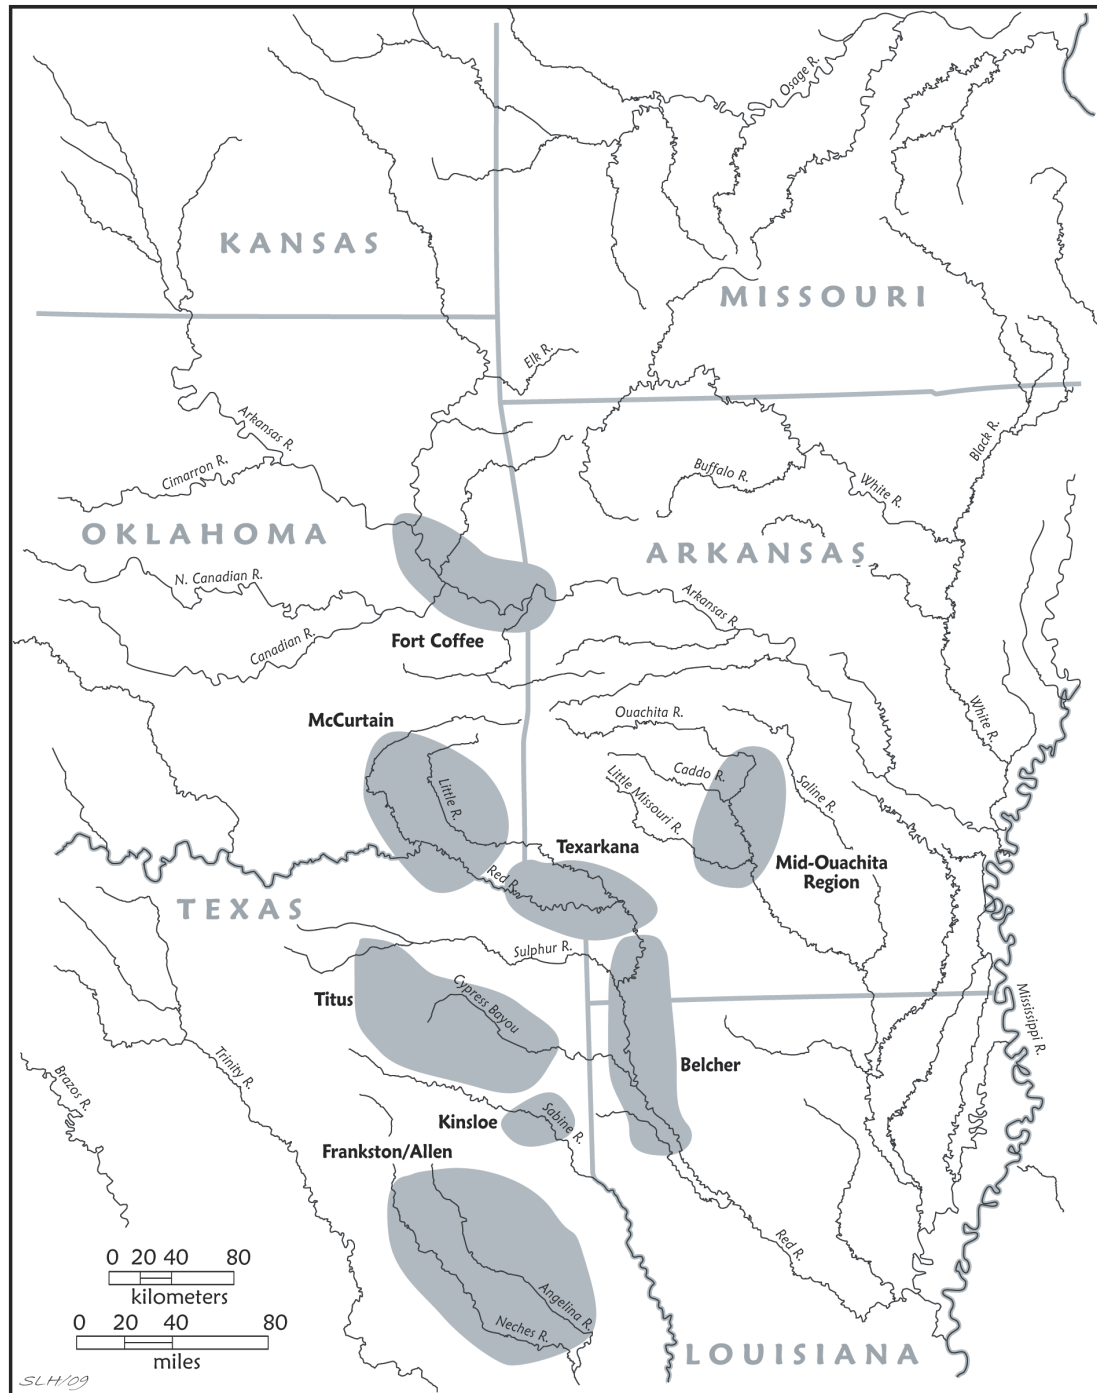 Osage R.
KANSAS
MISSOURI
Elk R.
Arkansas R.
Black R.
Cimarron R.
Buffalo R.
White R.
OKLAHOMA
ARKANSAS
N. Canadian R.
Arkansas R.
Canadian R.
Fort Coffee
McCurtain
Ouachita R.
White R.
Caddo R.
Little R.
Little Missouri R.
Saline R.
Texarkana
Mid-Ouachita
Region
Red R.
TEXAS
Sulphur R.
Titus
Cypress Bayou
Mississippi R.
Trinity R.
Belcher
Brazos R.
Kinsloe
Sabine R.
Frankston/Allen
Red R.
0 20 40 80
kilometers
Angelina R.
Neches R.
0 20 40 80
miles
LOUISIANA
SLH/09